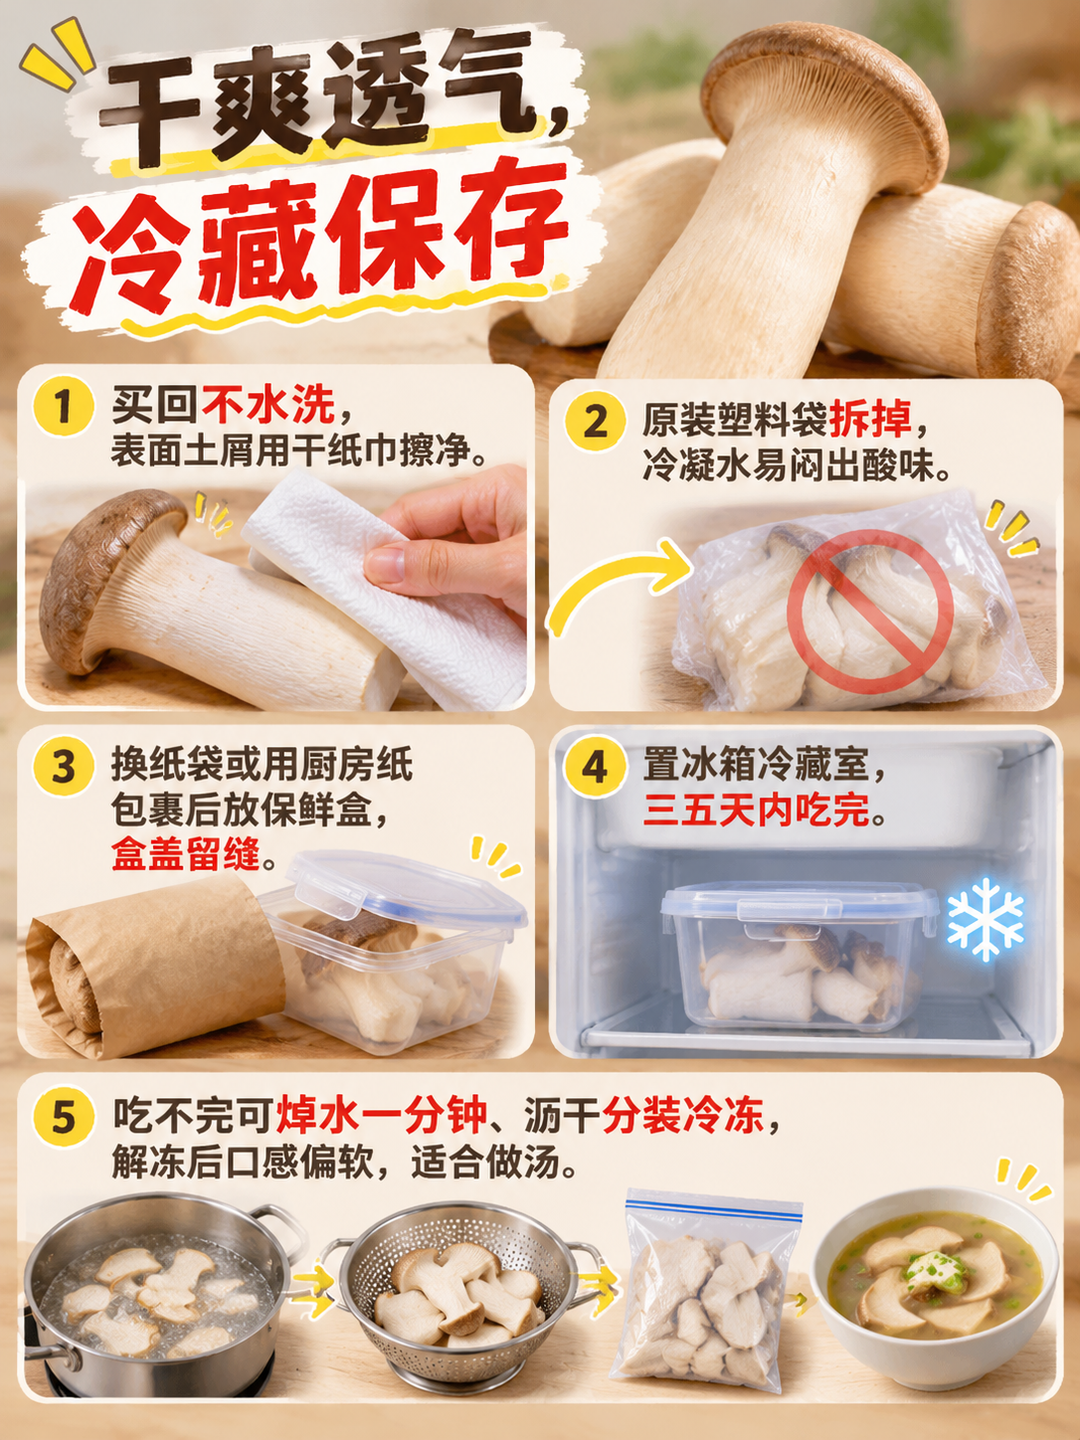 干爽透气，
冷藏保存
1 买回不水洗，
表面土屑用干纸巾擦净。
2 原装塑料袋拆掉，
冷凝水易闷出酸味。
3 换纸袋或用厨房纸
包裹后放保鲜盒，
盒盖留缝。
4 置冰箱冷藏室，
三五天内吃完。
5 吃不完可焯水一分钟、沥干分装冷冻，
解冻后口感偏软，适合做汤。